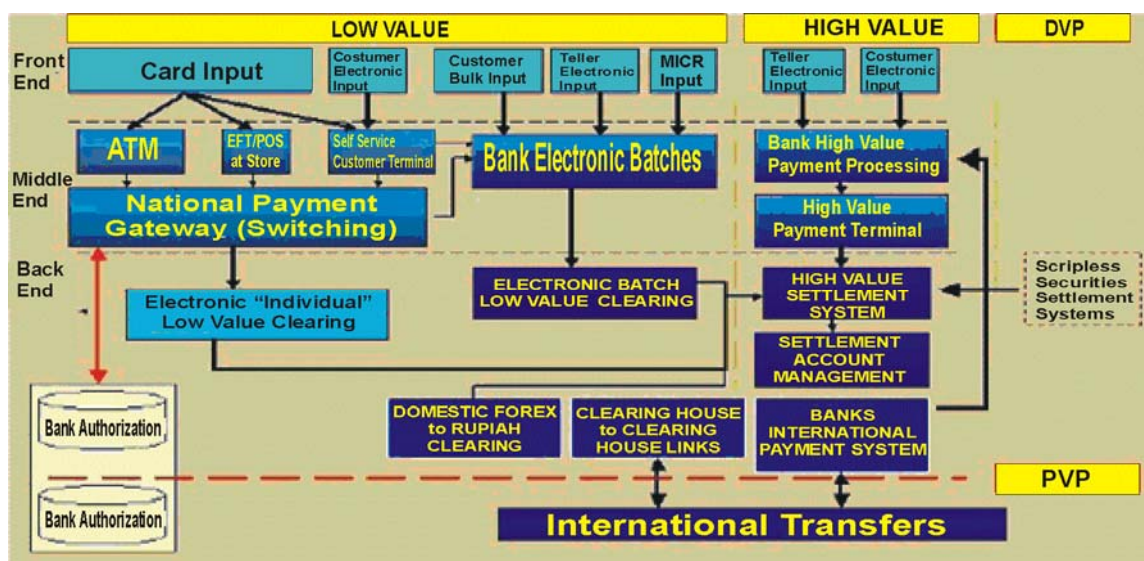 LOW VALUE
HIGH VALUE
DVP
Front
End
Card Input
Costumer
Electronic
Input
Customer
Bulk Input
Teller
Electronic
Input
MICR
Input
Teller
Electronic
Input
Costumer
Electronic
Input
Middle
End
ATM
EFT/POS
at Store
Self Service
Customer Terminal
Bank Electronic Batches
Bank High Value
Payment Processing
National Payment
Gateway (Switching)
High Value
Payment Terminal
Back
End
Electronic “Individual”
Low Value Clearing
ELECTRONIC BATCH
LOW VALUE CLEARING
HIGH VALUE
SETTLEMENT
SYSTEM
Scripless
Securities
Settlement
Systems
SETTLEMENT
ACCOUNT
MANAGEMENT
Bank Authorization
DOMESTIC FOREX
to RUPIAH
CLEARING
CLEARING HOUSE
to CLEARING
HOUSE LINKS
BANKS
INTERNATIONAL
PAYMENT SYSTEM
PVP
Bank Authorization
International Transfers